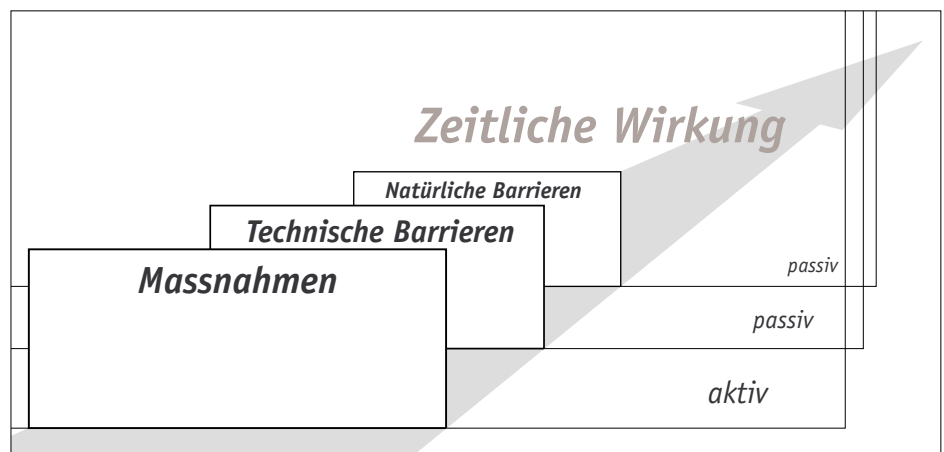 Zeitliche Wirkung
Natürliche Barrieren
Technische Barrieren
Massnahmen
passiv
passiv
aktiv